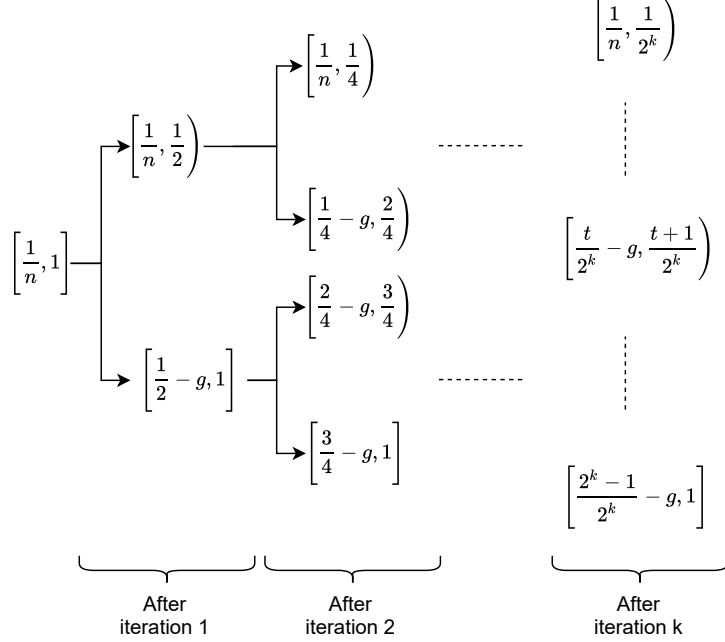 [1/n, 1]
[1/n, 1/2)
[1/2 − g, 1]
[1/n, 1/4)
[1/4 − g, 2/4)
[2/4 − g, 3/4)
[3/4 − g, 1]
[1/n, 1/2^k)
[t/2^k − g, (t + 1)/2^k)
[(2^k − 1)/2^k − g, 1]
After
iteration 1
After
iteration 2
After
iteration k